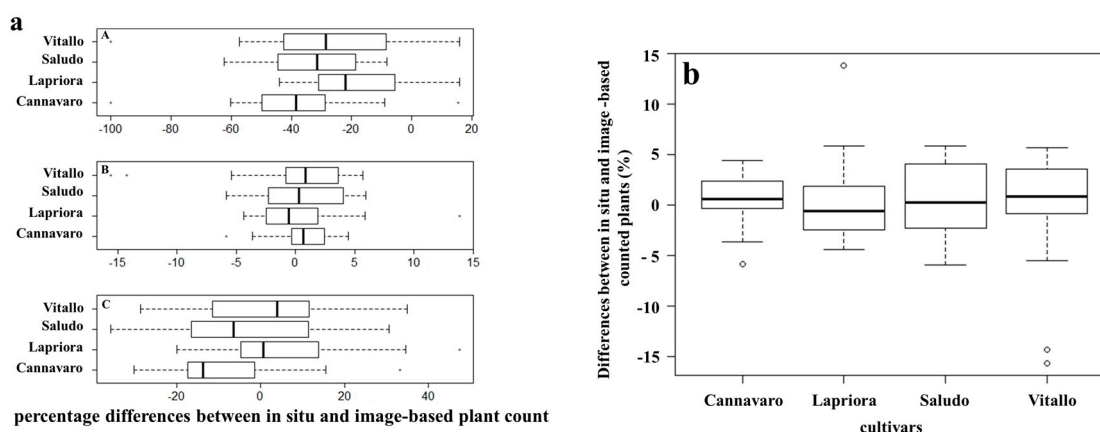 a
A
Vitallo
Saludo
Lapriora
Cannavaro
-100 -80 -60 -40 -20 0 20
B
Vitallo
Saludo
Lapriora
Cannavaro
-15 -10 -5 0 5 10 15
C
Vitallo
Saludo
Lapriora
Cannavaro
-20 0 20 40
percentage differences between in situ and image-based plant count
b
Differences between in situ and image -based
counted plants (%)
15
10
5
0
- 5
-10
-15
Cannavaro Lapriora Saludo Vitallo
cultivars